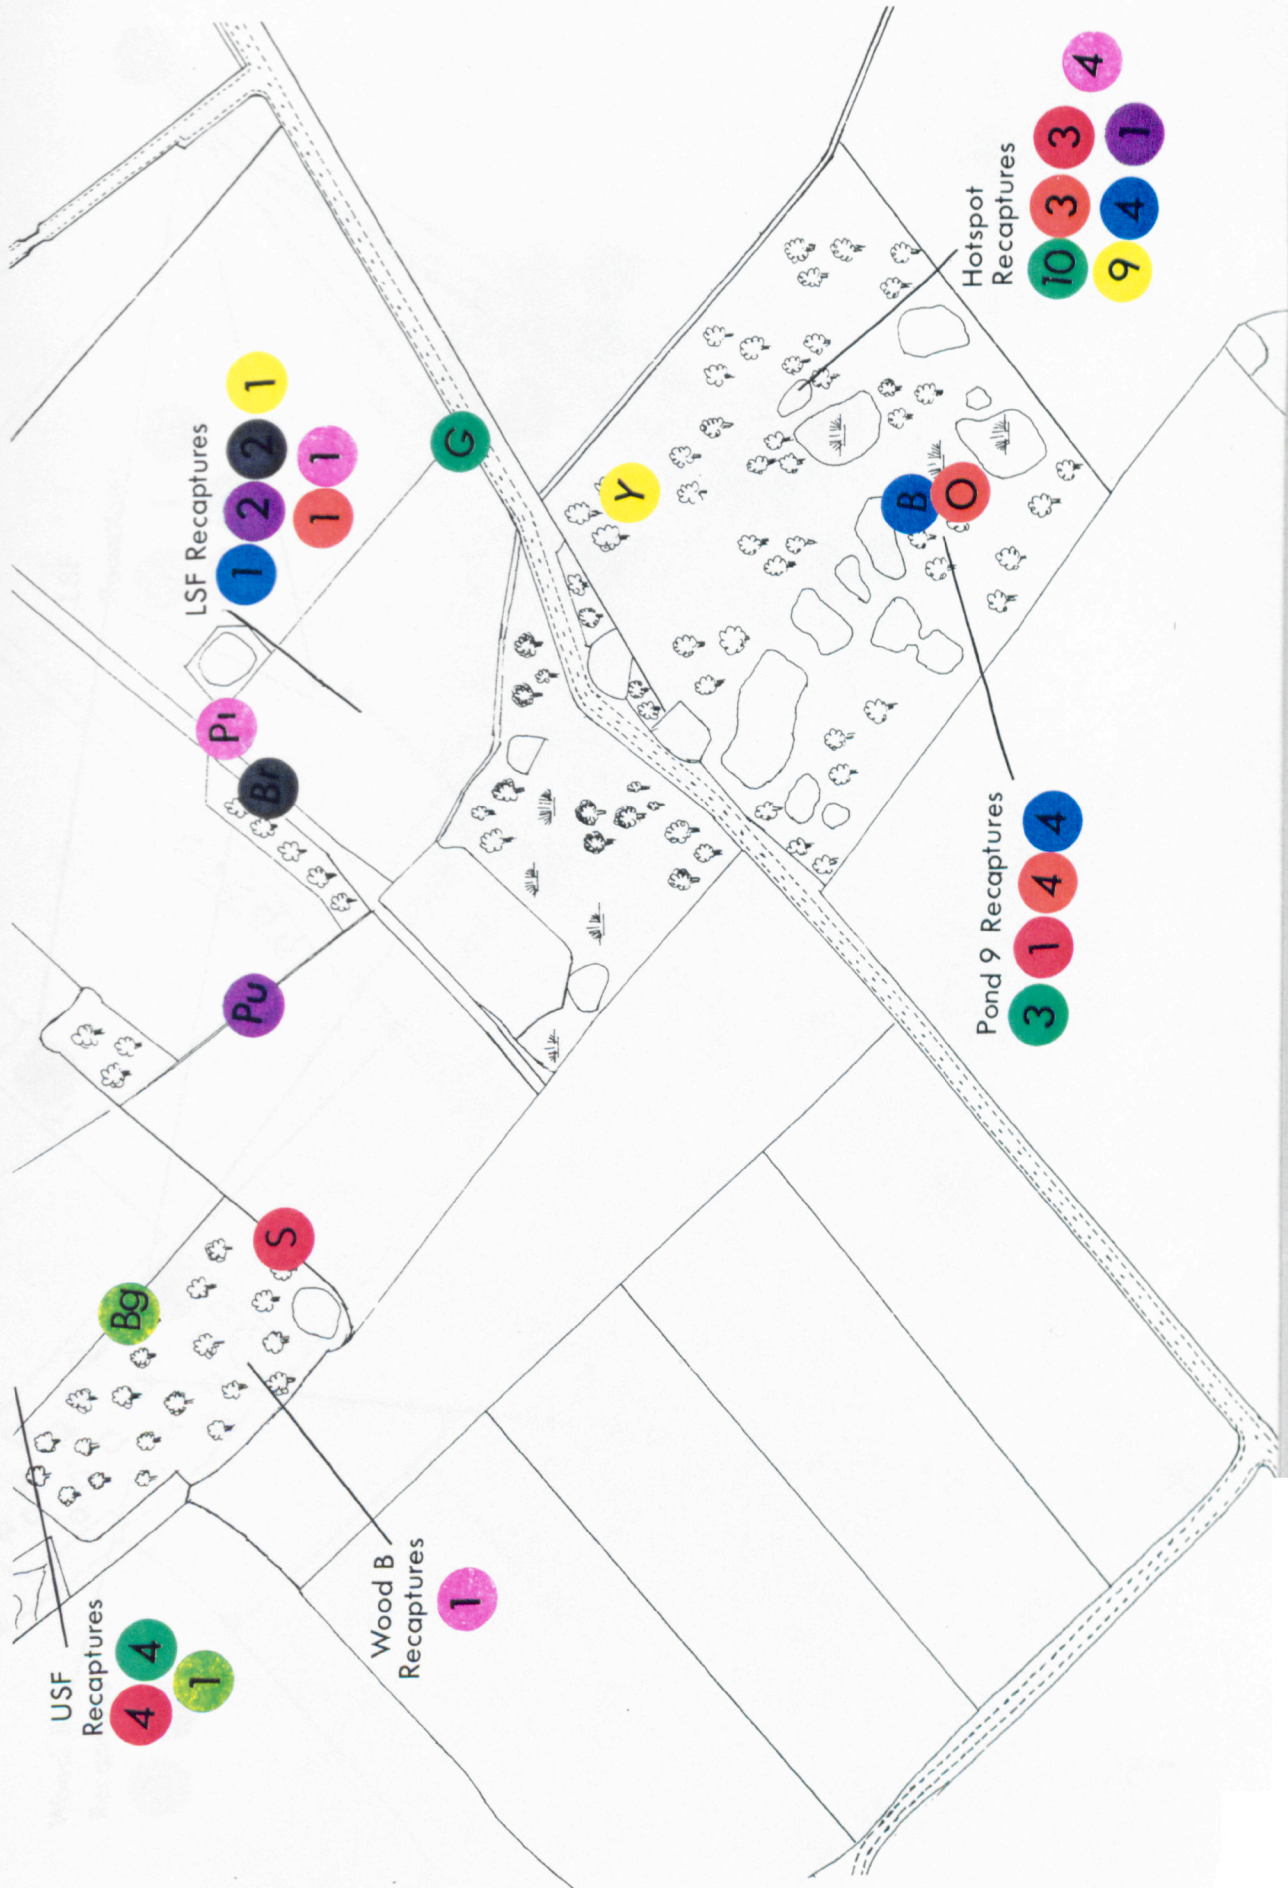 USF
Recaptures
4
4
1
Wood B
Recaptures
1
Bg
S
Pu
Br
Pi
LSF Recaptures
1
2
2
1
1
1
G
Y
B
O
Pond 9 Recaptures
3
1
4
4
Hotspot
Recaptures
10
3
3
9
4
1
4